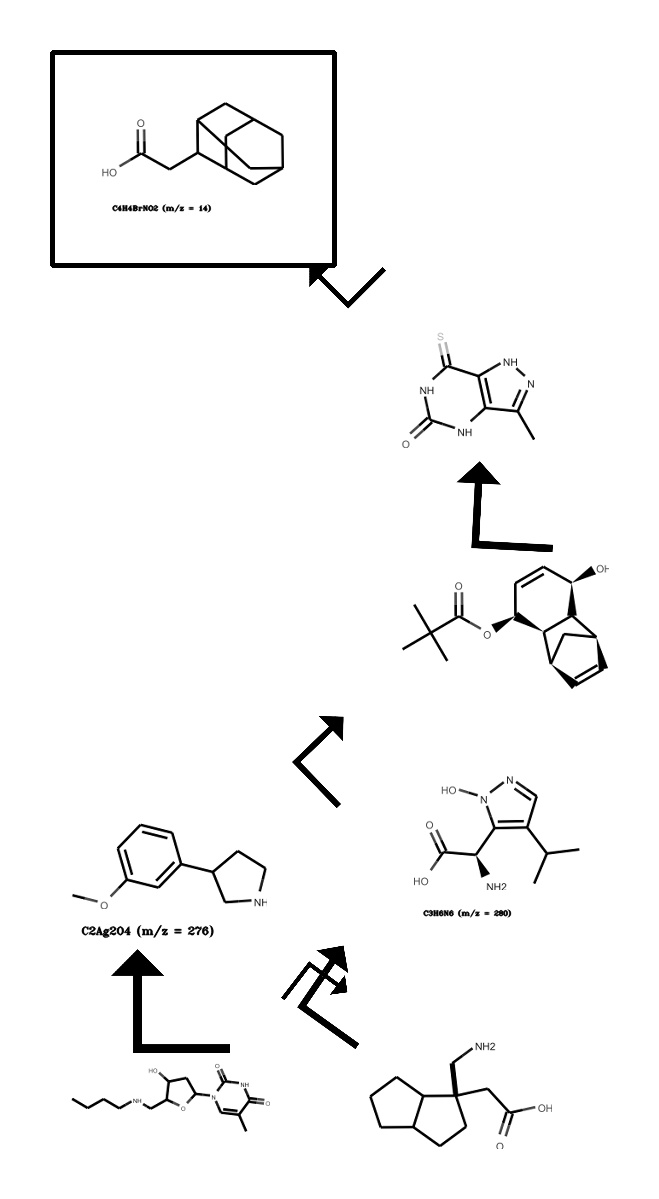 O
HO
C4H4BrNO2 (m/z = 14)
S
NH
N
NH
NH
O
OH
O
O
HO
N
N
O
HO
NH2
C3H6N6 (m/z = 280)
O
NH
C2Ag2O4 (m/z = 276)
NH2
OH
O
HO
O
NH
NH
N
O
O